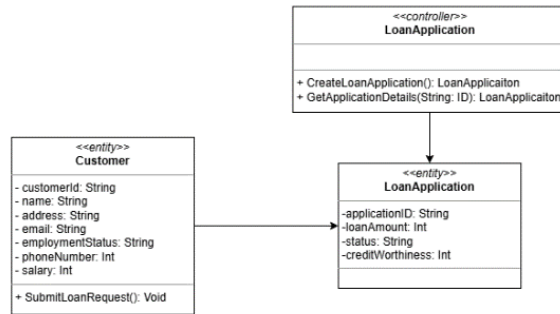 <<controller>>
LoanApplication
+ CreateLoanApplication(): LoanApplicaiton
+ GetApplicationDetails(String: ID): LoanApplicaiton
<<entity>>
Customer
- customerId: String
- name: String
- address: String
- email: String
- employmentStatus: String
- phoneNumber: Int
- salary: Int
+ SubmitLoanRequest(): Void
<<entity>>
LoanApplication
-applicationID: String
-loanAmount: Int
-status: String
-creditWorthiness: Int